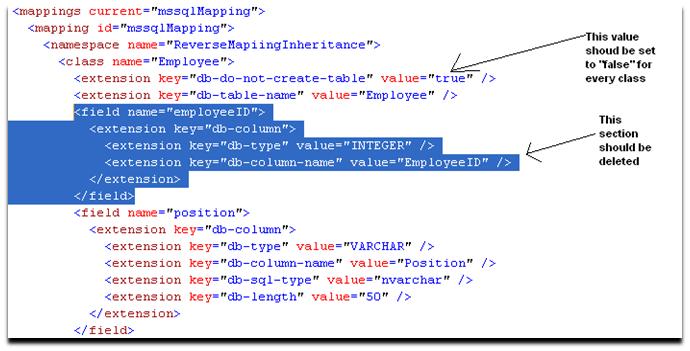 <mappings current="mssqlMapping">
<mapping id="mssqlMapping">
<namespace name="ReverseMapiingInheritance">
<class name="Employee">
<extension key="db-do-not-create-table" value="true" />
<extension key="db-table-name" value="Employee" />
<field name="employeeID">
<extension key="db-column">
<extension key="db-type" value="INTEGER" />
<extension key="db-column-name" value="EmployeeID" />
</extension>
</field>
<field name="position">
<extension key="db-column">
<extension key="db-type" value="VARCHAR" />
<extension key="db-column-name" value="Position" />
<extension key="db-sql-type" value="nvarchar" />
<extension key="db-length" value="50" />
</extension>
</field>
This value
shoud be set
to "false" for
every class
This
section
should be
deleted